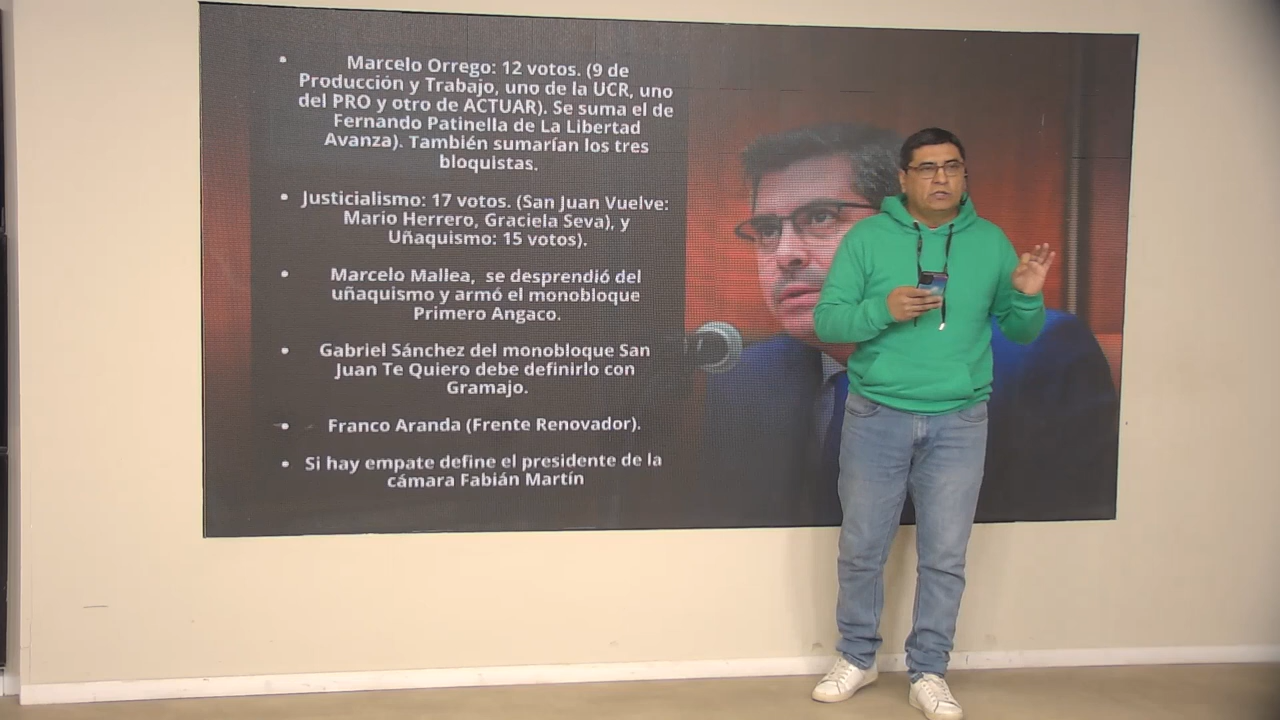 • Marcelo Orrego: 12 votos. (9 de
Producción y Trabajo, uno de la UCR, uno
del PRO y otro de ACTUAR). Se suma el de
Fernando Patinella de La Libertad
Avanza). También sumarían los tres
bloquistas.
• Justicialismo: 17 votos. (San Juan Vuelve:
Mario Herrero, Graciela Seva), y
Uñaquismo: 15 votos).
• Marcelo Mallea, se desprendió del
uñaquismo y armó el monobloque
Primero Angaco.
• Gabriel Sánchez del monobloque San
Juan Te Quiero debe definirlo con
Gramajo.
• Franco Aranda (Frente Renovador).
• Si hay empate define el presidente de la
cámara Fabián Martín